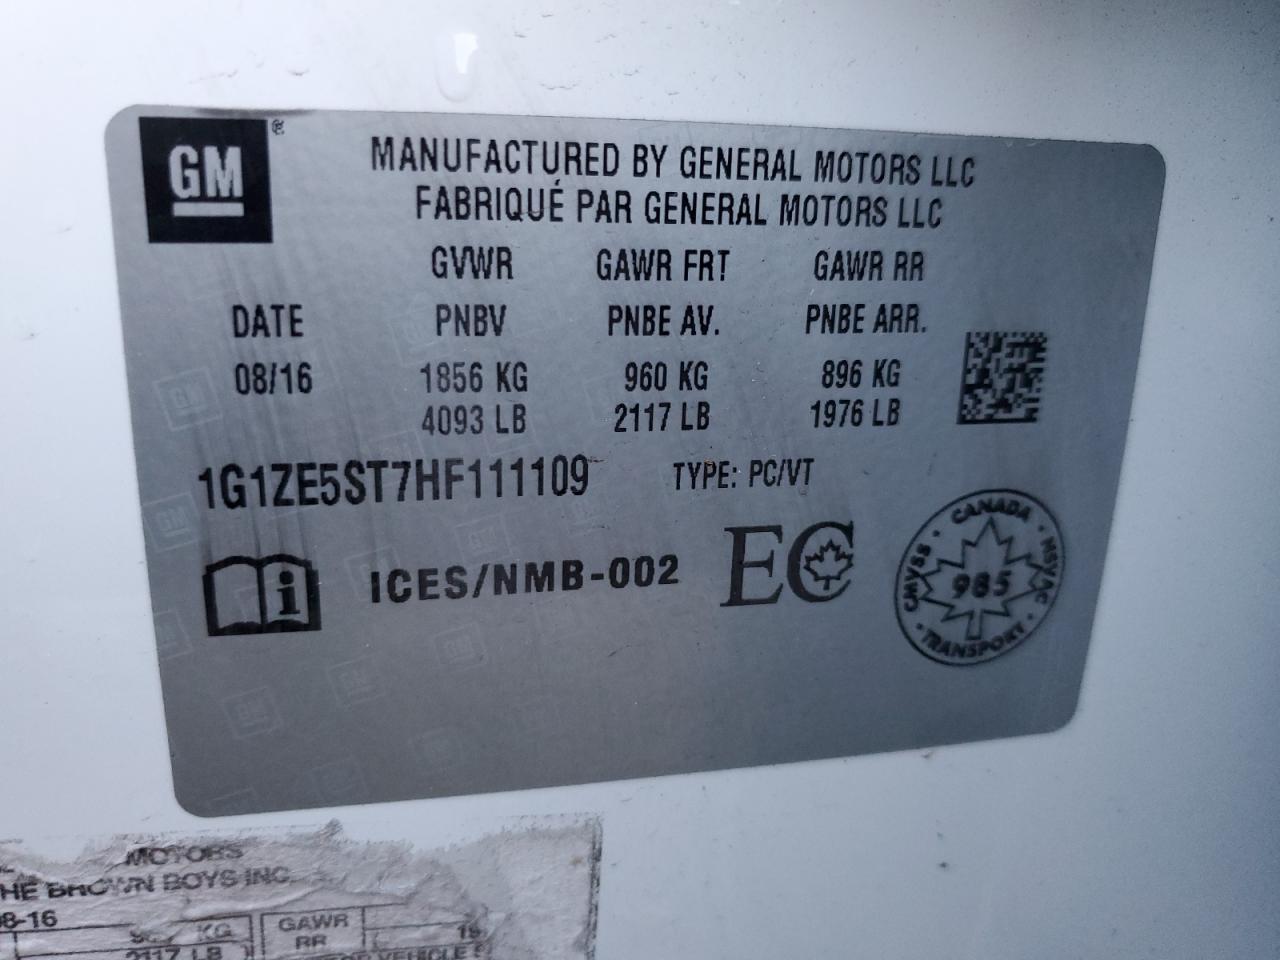 GM ®
MANUFACTURED BY GENERAL MOTORS LLC
FABRIQUÉ PAR GENERAL MOTORS LLC
GVWR GAWR FRT GAWR RR
DATE PNBV PNBE AV. PNBE ARR.
08/16 1856 KG 960 KG 896 KG
4093 LB 2117 LB 1976 LB
1G1ZE5ST7HF111109 TYPE: PC/VT
i ICES/NMB-002 EC
CANADA
CMVSS 985 NSVAC
TRANSPORT
MOTORS
HE BROWN BOYS INC.
8-16
KG GAWR
2117 LB RR
VEHICLE